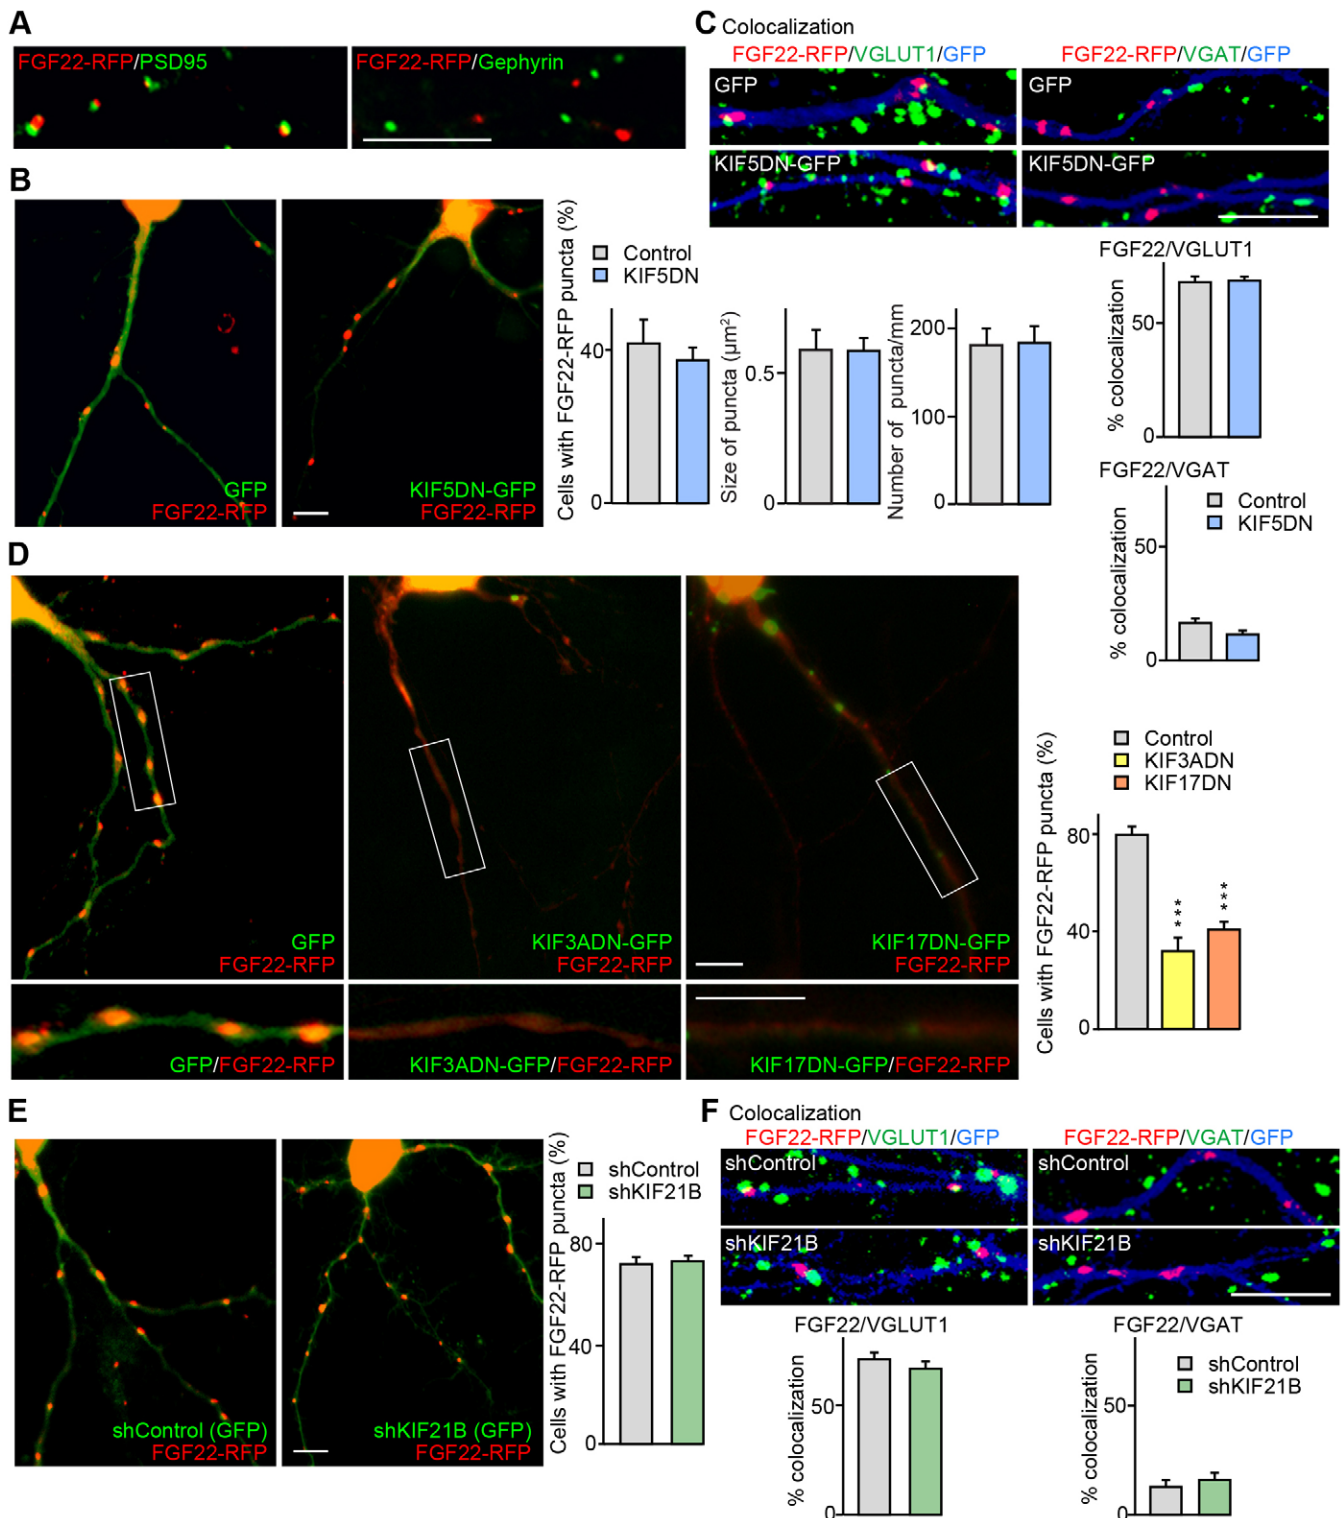 A
FGF22-RFP/PSD95
FGF22-RFP/Gephyrin
B
GFP
FGF22-RFP
KIF5DN-GFP
FGF22-RFP
Cells with FGF22-RFP puncta (%)
Control
KIF5DN
40
0
Size of puncta (μm²)
0.5
0
Number of puncta/mm
200
100
0
C Colocalization
FGF22-RFP/VGLUT1/GFP
FGF22-RFP/VGAT/GFP
GFP
GFP
KIF5DN-GFP
KIF5DN-GFP
FGF22/VGLUT1
% colocalization
50
0
FGF22/VGAT
Control
KIF5DN
% colocalization
50
0
D
GFP
FGF22-RFP
KIF3ADN-GFP
FGF22-RFP
KIF17DN-GFP
FGF22-RFP
GFP/FGF22-RFP
KIF3ADN-GFP/FGF22-RFP
KIF17DN-GFP/FGF22-RFP
Control
KIF3ADN
KIF17DN
Cells with FGF22-RFP puncta (%)
80
40
0
***
***
E
shControl (GFP)
FGF22-RFP
shKIF21B (GFP)
FGF22-RFP
Cells with FGF22-RFP puncta (%)
shControl
shKIF21B
80
40
0
F Colocalization
FGF22-RFP/VGLUT1/GFP
FGF22-RFP/VGAT/GFP
shControl
shControl
shKIF21B
shKIF21B
FGF22/VGLUT1
% colocalization
50
0
FGF22/VGAT
shControl
shKIF21B
% colocalization
50
0